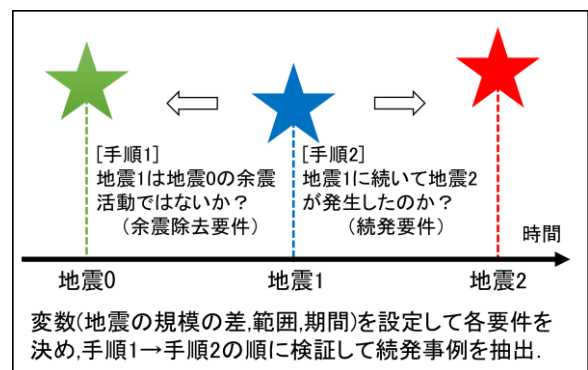 [手順1]
地震1は地震0の余震
活動ではないか？
(余震除去要件)
[手順2]
地震1に続いて地震2
が発生したのか？
(続発要件)
時間
地震0
地震1
地震2
変数(地震の規模の差,範囲,期間)を設定して各要件を
決め,手順1→手順2の順に検証して続発事例を抽出.